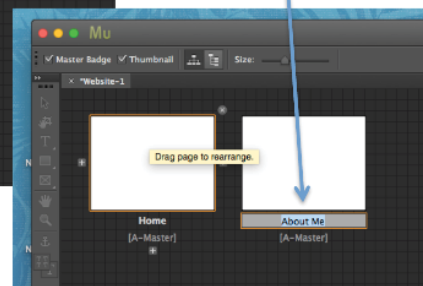 Mu
Master Badge Thumbnail Size:
× *Website-1
Drag page to rearrange.
Home
About Me
[A-Master]
[A-Master]